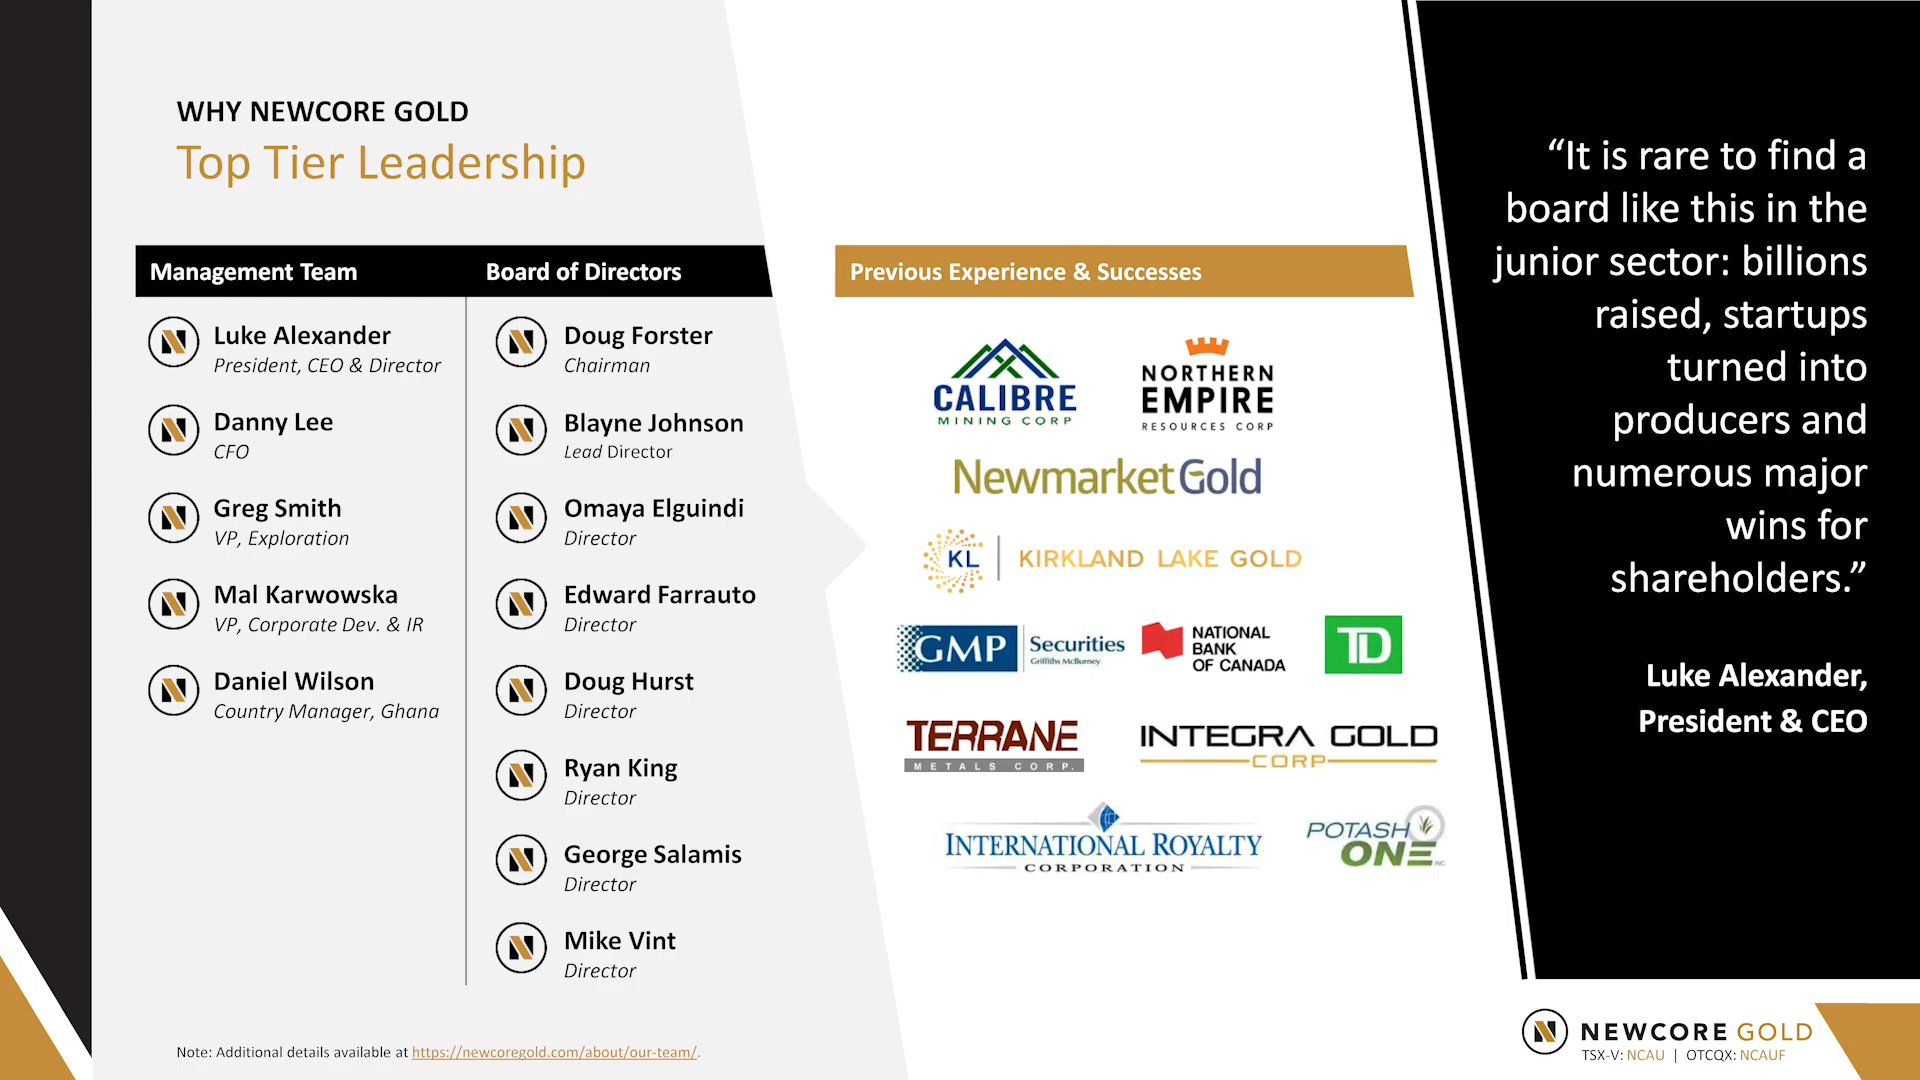 WHY NEWCORE GOLD
Top Tier Leadership
Management Team
Luke Alexander
President, CEO & Director
Danny Lee
CFO
Greg Smith
VP, Exploration
Mal Karwowska
VP, Corporate Dev. & IR
Daniel Wilson
Country Manager, Ghana
Board of Directors
Doug Forster
Chairman
Blayne Johnson
Lead Director
Omaya Elguindi
Director
Edward Farrauto
Director
Doug Hurst
Director
Ryan King
Director
George Salamis
Director
Mike Vint
Director
Previous Experience & Successes
CALIBRE
MINING CORP
NORTHERN
EMPIRE
RESOURCES CORP
NewmarketGold
KL KIRKLAND LAKE GOLD
GMP Securities
Griffiths McBurney
NATIONAL
BANK
OF CANADA
TD
TERRANE
METALS CORP.
INTEGRA GOLD
CORP
INTERNATIONAL ROYALTY
CORPORATION
POTASH
ONE INC.
“It is rare to find a
board like this in the
junior sector: billions
raised, startups
turned into
producers and
numerous major
wins for
shareholders.”
Luke Alexander,
President & CEO
Note: Additional details available at https://newcoregold.com/about/our-team/.
NEWCORE GOLD
TSX-V: NCAU | OTCQX: NCAUF